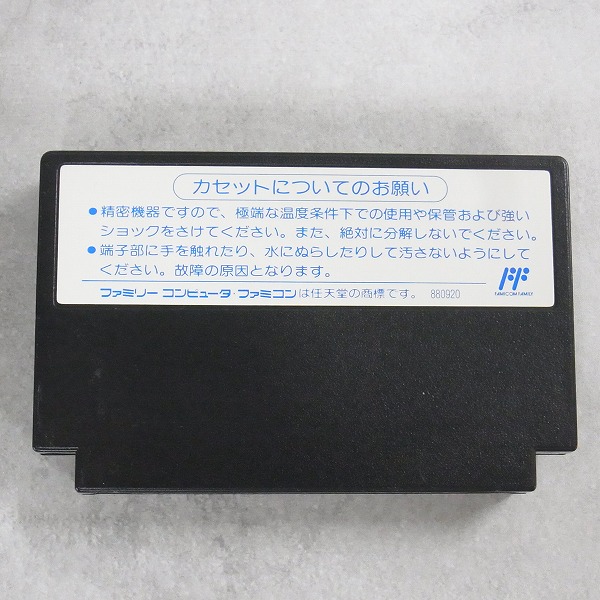 カセットについてのお願い
●精密機器ですので、極端な温度条件下での使用や保管および強い
ショックをさけてください。また、絶対に分解しないでください。
●端子部に手を触れたり、水にぬらしたりして汚さないようにして
ください。故障の原因となります。
ファミリーコンピュータ・ファミコンは任天堂の商標です。 880920
FAMICOM FAMILY